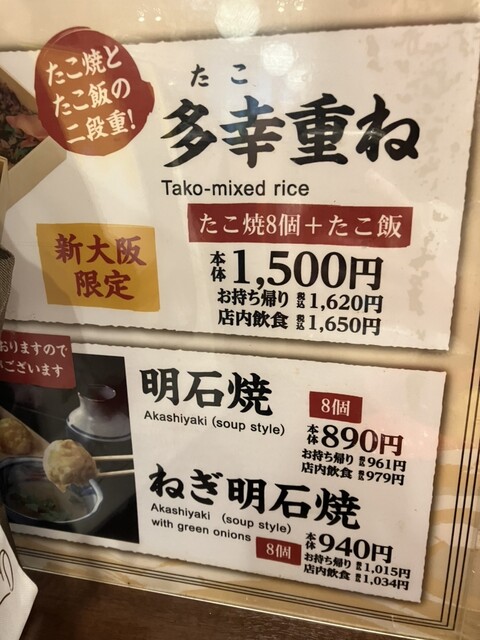 たこ焼と
たこ飯の
二段重!
たこ
多幸重ね
Tako-mixed rice
たこ焼8個+たこ飯
新大阪
限定
本体1,500円
お持ち帰り 税込1,620円
店内飲食 税込1,650円
おりますので
ございます
明石焼
Akashiyaki (soup style)
8個
本体890円
お持ち帰り 税込961円
店内飲食 税込979円
ねぎ明石焼
Akashiyaki (soup style)
with green onions
8個
本体940円
お持ち帰り 税込1,015円
店内飲食 税込1,034円